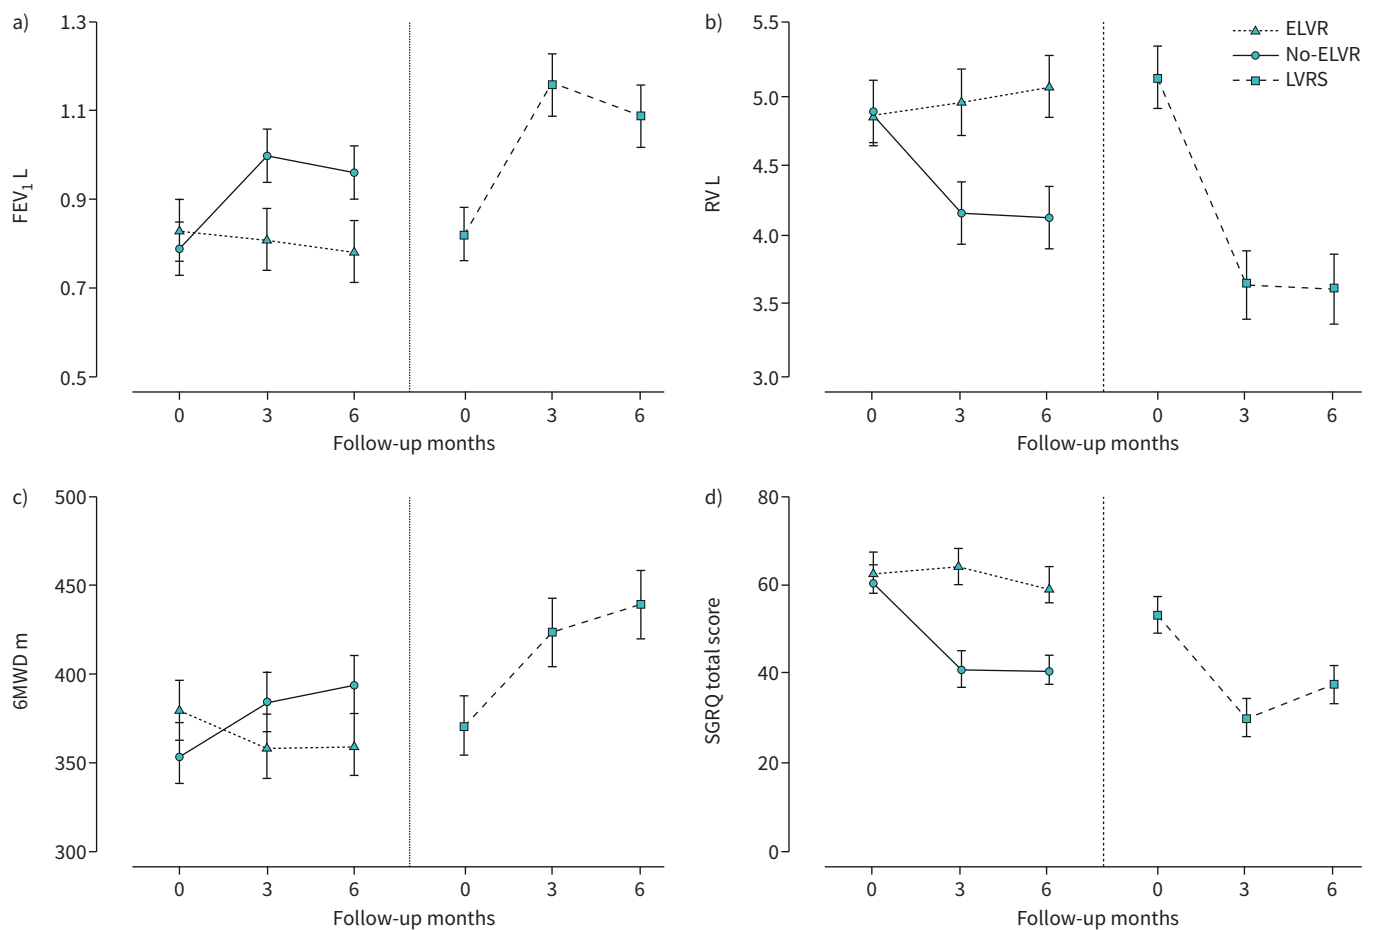 a)
1.3
1.1
0.9
0.7
0.5
FEV1 L
0 3 6 0 3 6
Follow-up months
b)
5.5
5.0
4.5
4.0
3.5
3.0
RV L
ELVR
No-ELVR
LVRS
0 3 6 0 3 6
Follow-up months
c)
500
450
400
350
300
6MWD m
0 3 6 0 3 6
Follow-up months
d)
80
60
40
20
0
SGRQ total score
0 3 6 0 3 6
Follow-up months